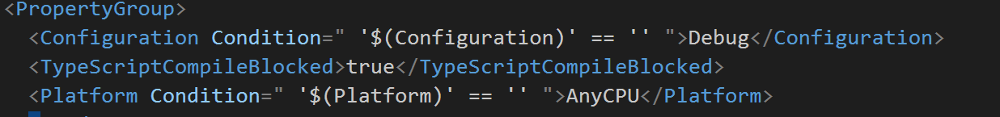 <PropertyGroup>
<Configuration Condition=" '$(Configuration)' == '' ">Debug</Configuration>
<TypeScriptCompileBlocked>true</TypeScriptCompileBlocked>
<Platform Condition=" '$(Platform)' == '' ">AnyCPU</Platform>